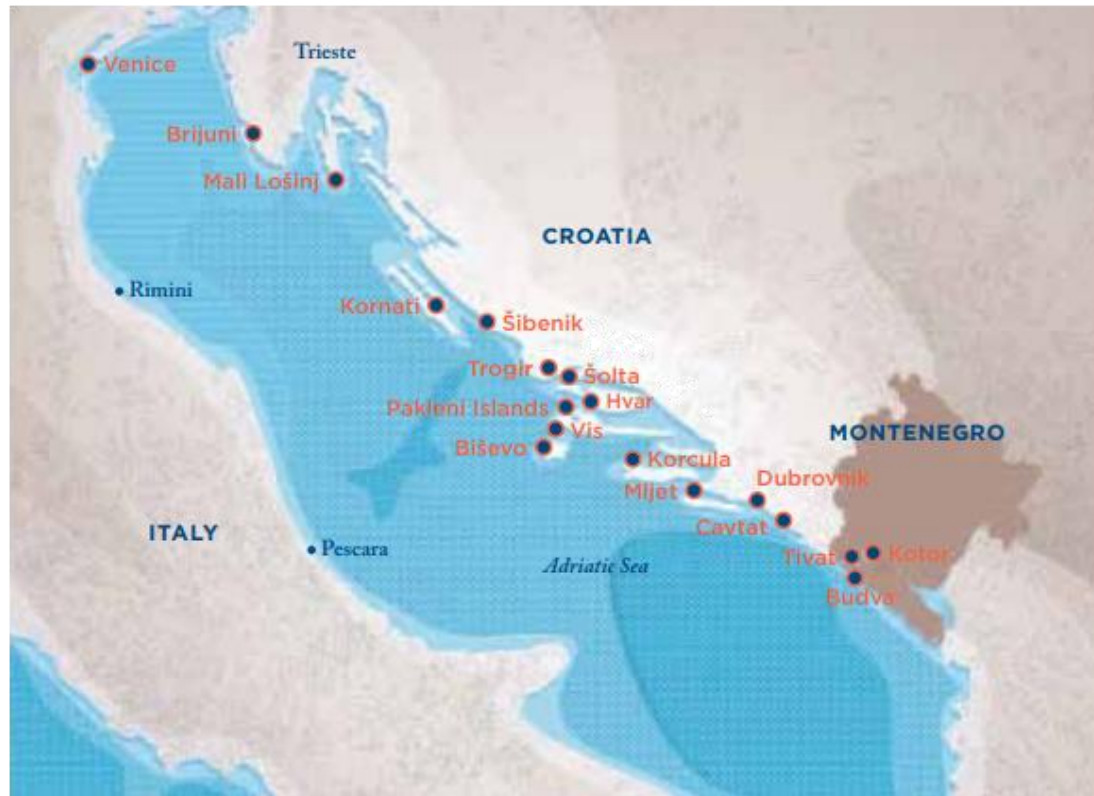 Trieste
Venice
Brijuni
Mali Lošinj
CROATIA
Rimini
Kornati
Šibenik
Trogir
Šolta
Hvar
Pakleni Islands
Vis
MONTENEGRO
Biševo
Korcula
Dubrovnik
Mljet
Cavtat
ITALY
Pescara
Adriatic Sea
Tivat
Kotor
Budva